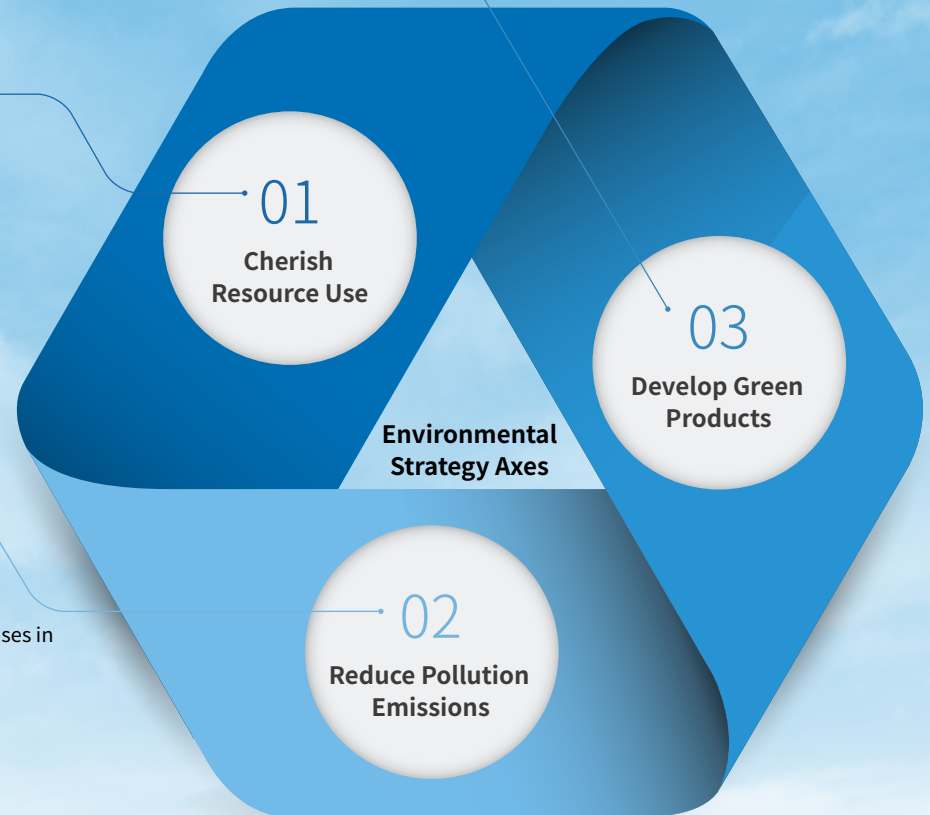 01
Cherish
Resource Use
03
Develop Green
Products
Environmental
Strategy Axes
02
Reduce Pollution
Emissions
ses in